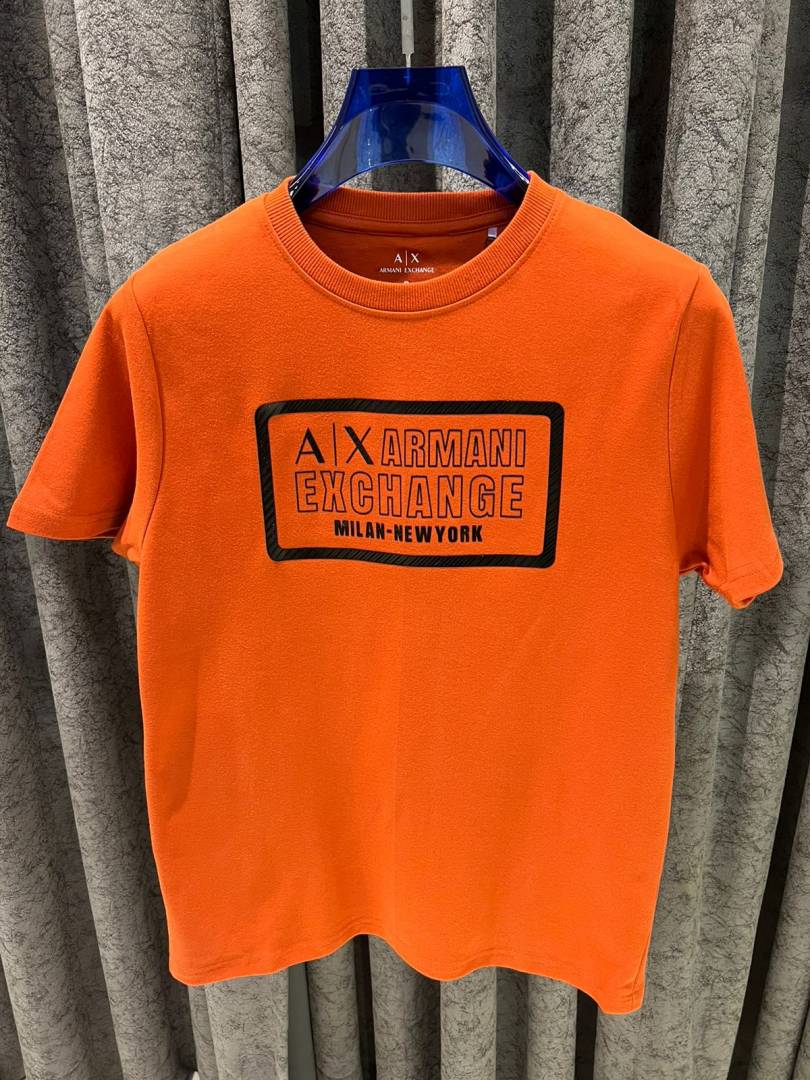 A|X
ARMANI EXCHANGE
A|X ARMANI
EXCHANGE
MILAN-NEWYORK